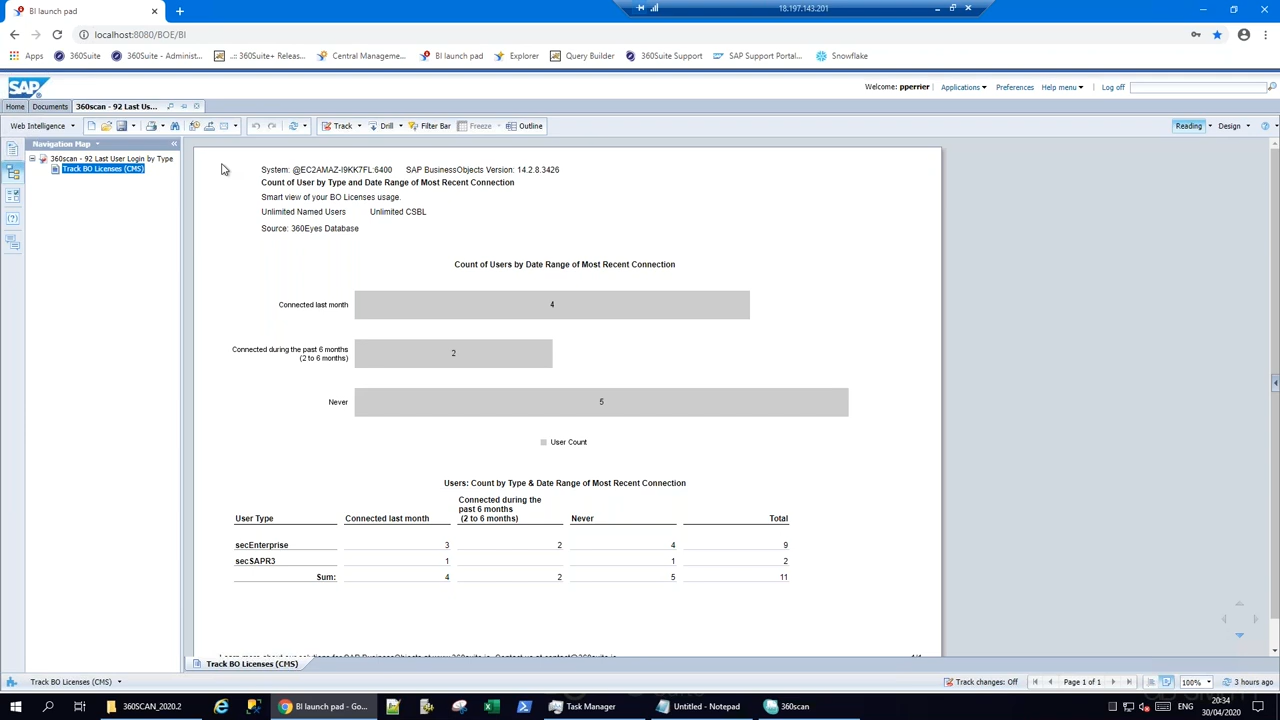 BI launch pad
18.197.143.201
localhost:8080/BOE/BI
Apps
360Suite
360Suite - Administ...
..:: 360Suite+ Releas...
Central Manageme...
BI launch pad
Explorer
Query Builder
360Suite Support
SAP Support Portal...
Snowflake
SAP
Welcome: pperrier
Applications
Preferences
Help menu
Log off
Home
Documents
360scan - 92 Last Us...
Web Intelligence
Track
Drill
Filter Bar
Freeze
Outline
Reading
Design
Navigation Map
360scan - 92 Last User Login by Type
Track BO Licenses (CMS)
System: @EC2AMAZ-I9KK7FL:6400 SAP BusinessObjects Version: 14.2.8.3426
Count of User by Type and Date Range of Most Recent Connection
Smart view of your BO Licenses usage.
Unlimited Named Users Unlimited CSBL
Source: 360Eyes Database
Count of Users by Date Range of Most Recent Connection
Connected last month 4
Connected during the past 6 months
(2 to 6 months)
2
Never 5
User Count
Users: Count by Type & Date Range of Most Recent Connection
User Type
Connected last month
Connected during the
past 6 months
(2 to 6 months)
Never
Total
secEnterprise 3 2 4 9
secSAPR3 1 1 2
Sum: 4 2 5 11
Track BO Licenses (CMS)
Track BO Licenses (CMS)
Track changes: Off
Page 1 of 1
100%
3 hours ago
360SCAN_2020.2
BI launch pad - Go...
Task Manager
Untitled - Notepad
360scan
20:34
30/04/2020